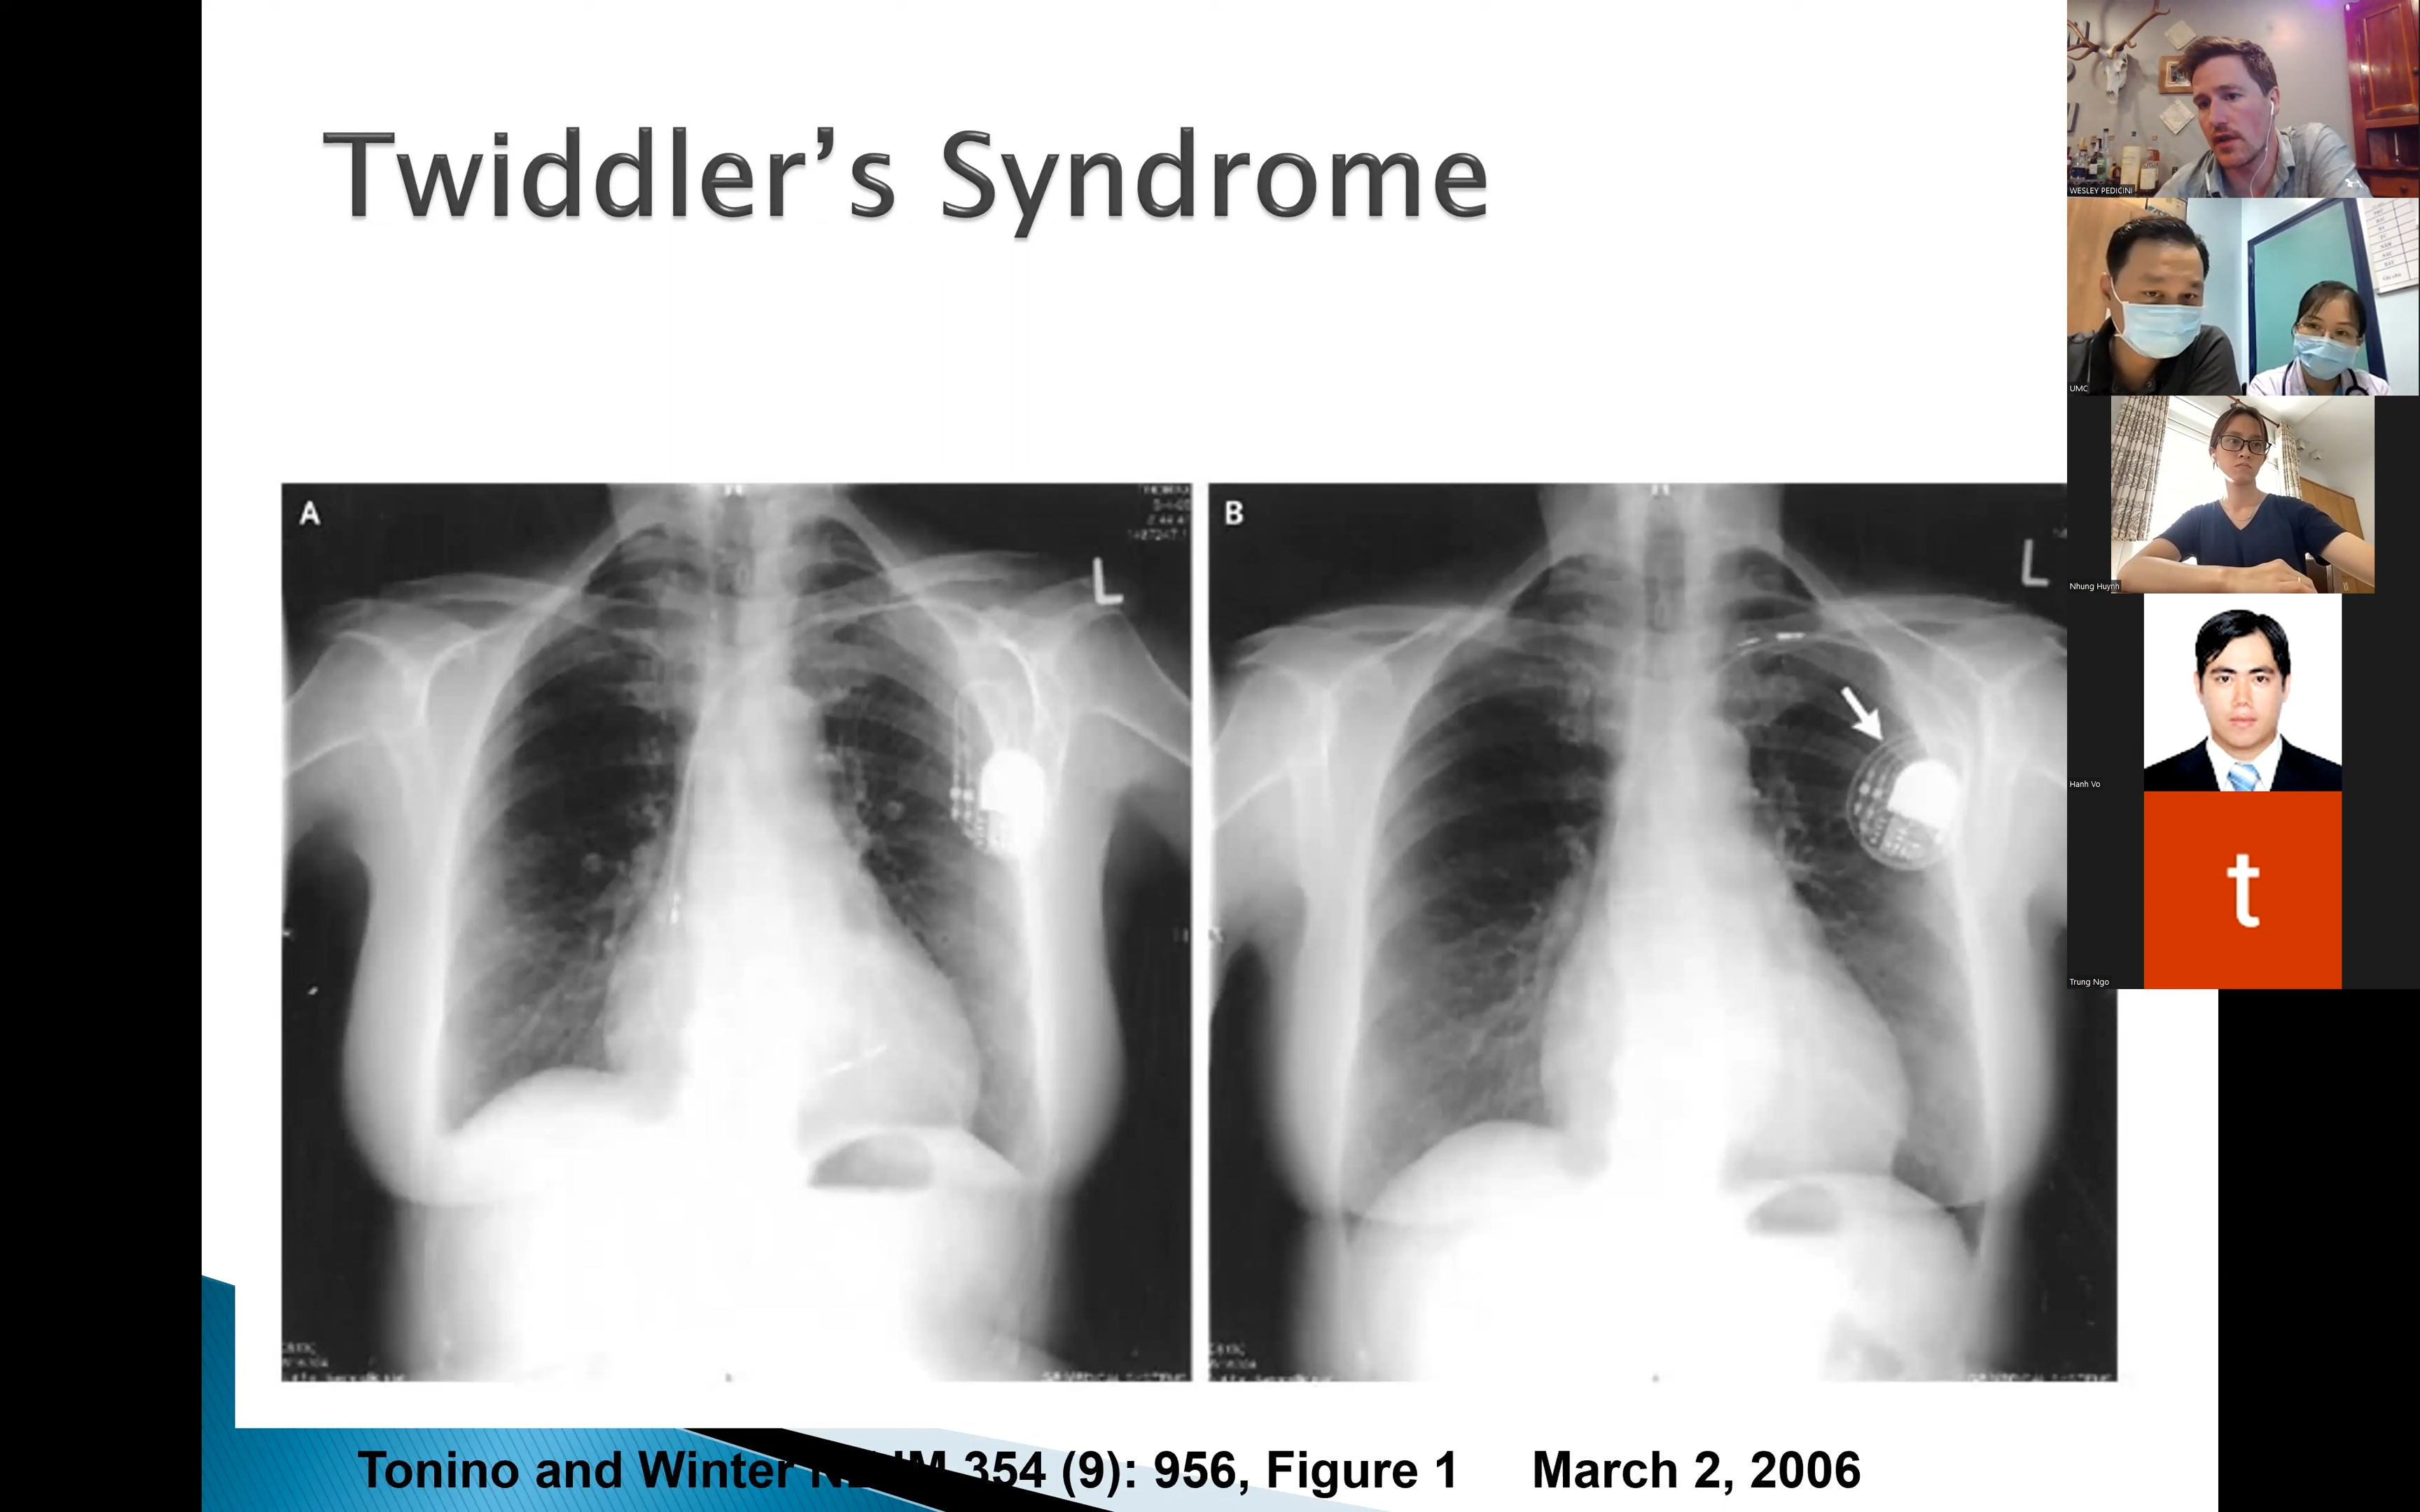 Twiddler's Syndrome
A
L
B
L
Tonino and Winter NEJM 354 (9): 956, Figure 1 March 2, 2006
WESLEY PEDICINI
UMC
Nhung Huynh
Hanh Vo
t
Trung Ngo